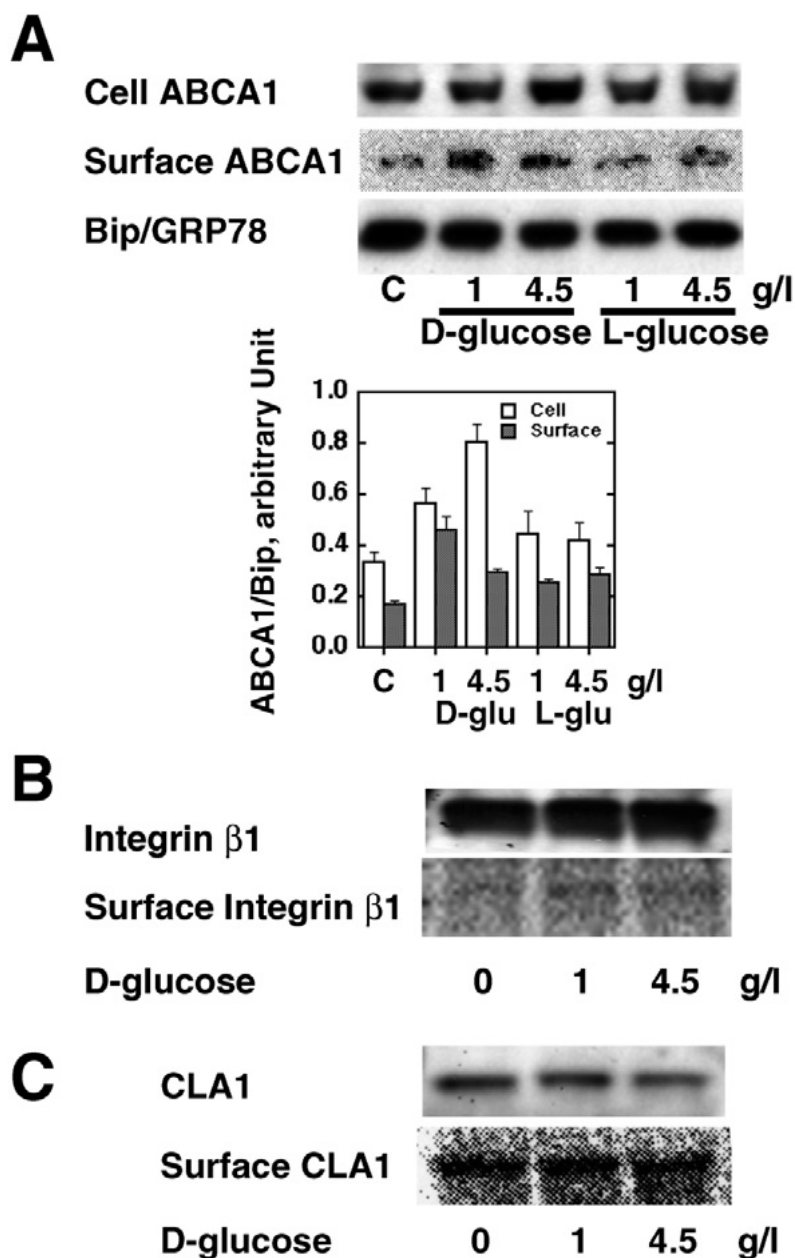 A
Cell ABCA1
Surface ABCA1
Bip/GRP78
C 1 4.5 1 4.5 g/l
D-glucose L-glucose
ABCA1/Bip, arbitrary Unit
1.0
0.8
0.6
0.4
0.2
0.0
Cell
Surface
C 1 4.5 1 4.5 g/l
D-glu L-glu
B
Integrin β1
Surface Integrin β1
D-glucose 0 1 4.5 g/l
C
CLA1
Surface CLA1
D-glucose 0 1 4.5